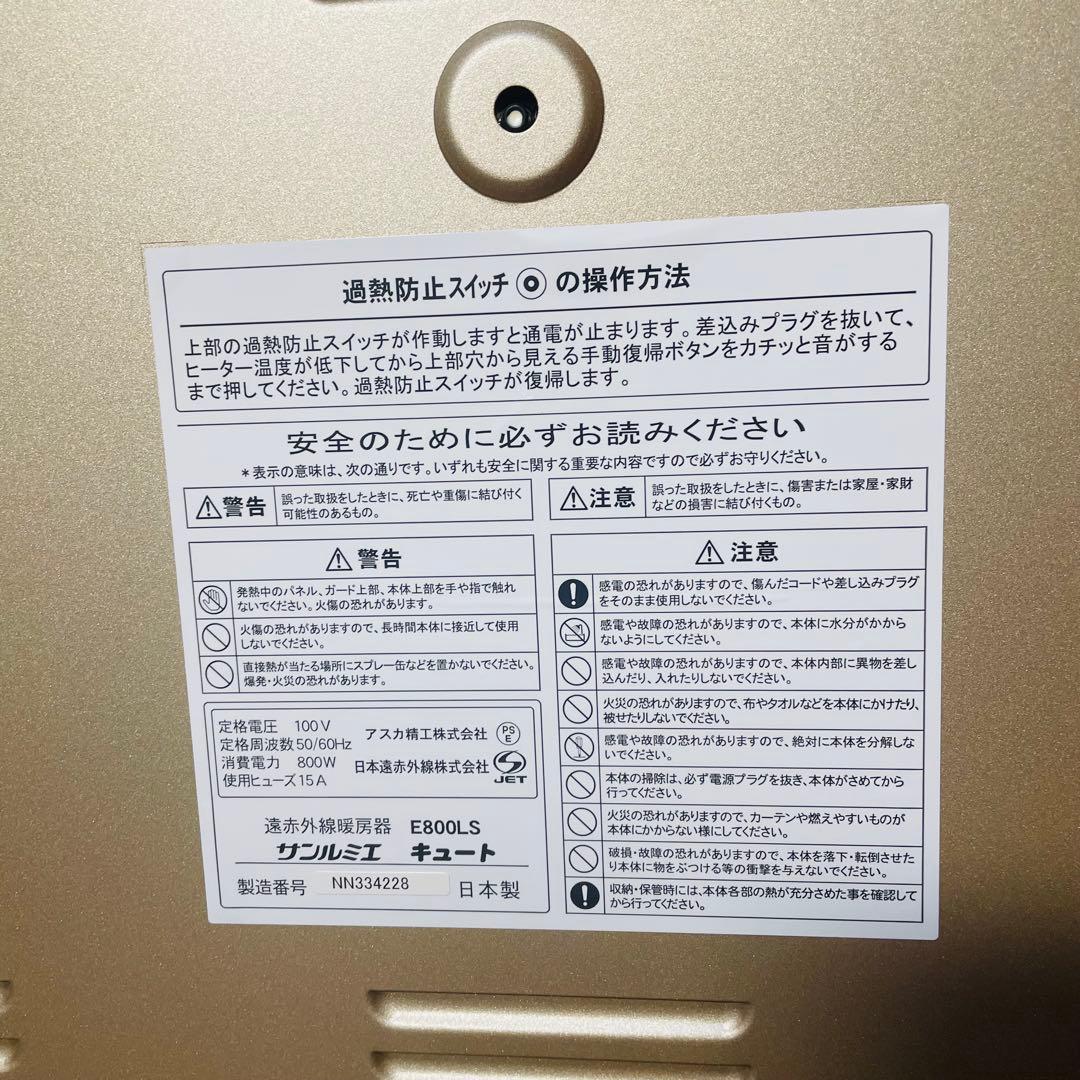 過熱防止スイッチ◎の操作方法
上部の過熱防止スイッチが作動しますと通電が止まります。差込みプラグを抜いて、
ヒーター温度が低下してから上部穴から見える手動復帰ボタンをカチッと音がする
まで押してください。過熱防止スイッチが復帰します。
安全のために必ずお読みください
*表示の意味は、次の通りです。いずれも安全に関する重要な内容ですので必ずお守りください。
警告
誤った取扱をしたときに、死亡や重傷に結び付く
可能性のあるもの。
注意
誤った取扱をしたときに、傷害または家屋・家財
などの損害に結び付くもの。
警告
発熱中のパネル、ガード上部、本体上部を手や指で触れ
ないでください。火傷の恐れがあります。
火傷の恐れがありますので、長時間本体に接近して使用
しないでください。
直接熱が当たる場所にスプレー缶などを置かないでください。
爆発・火災の恐れがあります。
注意
感電の恐れがありますので、傷んだコードや差し込みプラグ
をそのまま使用しないでください。
感電や故障の恐れがありますので、本体に水分がかから
ないようにしてください。
感電や故障の恐れがありますので、本体内部に異物を差し
込んだり、入れたりしないでください。
火災の恐れがありますので、布やタオルなどを本体にかけたり、
被せたりしないでください。
感電や故障の恐れがありますので、絶対に本体を分解しな
いでください。
本体の掃除は、必ず電源プラグを抜き、本体がさめてから
行ってください。
火災の恐れがありますので、カーテンや燃えやすいものが
本体にかからない様にしてください。
破損・故障の恐れがありますので、本体を落下・転倒させた
り本体に物をぶつける等の衝撃を与えないでください。
収納・保管時には、本体各部の熱が充分さめた事を確認して
から行ってください。
定格電圧 100V
定格周波数 50/60Hz
消費電力 800W
使用ヒューズ 15A
アスカ精工株式会社
PS
E
日本遠赤外線株式会社
JET
遠赤外線暖房器 E800LS
サンルミエ キュート
製造番号 NN334228 日本製